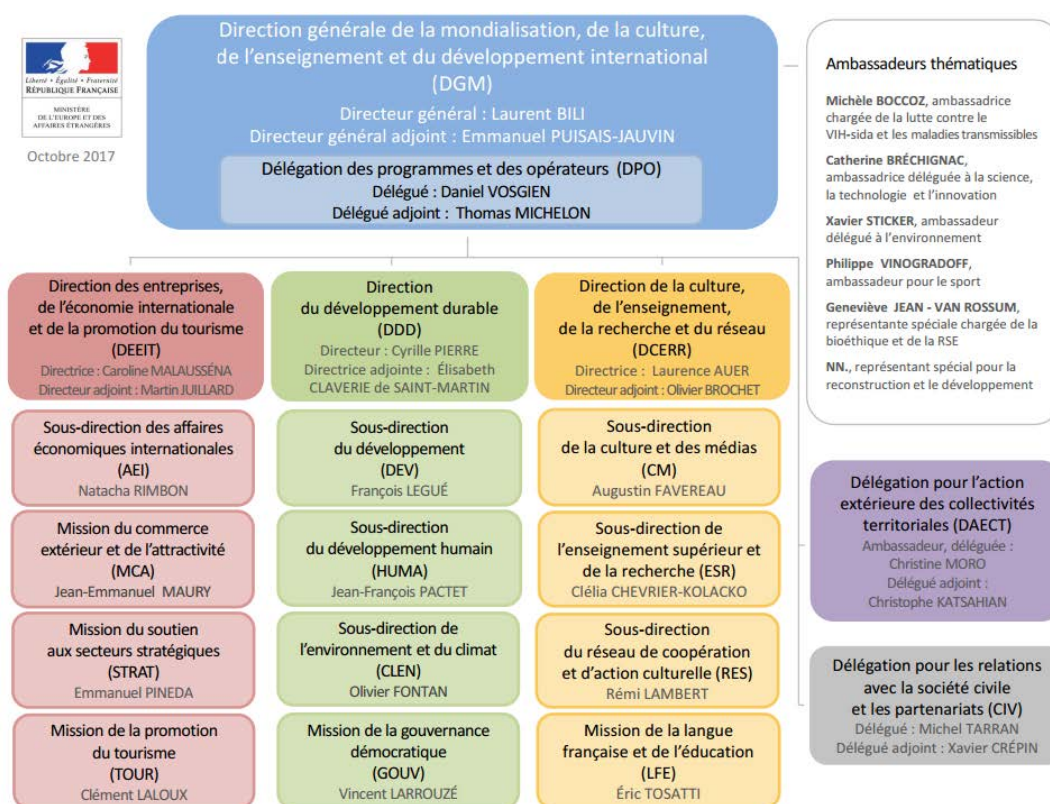 Liberté • Égalité • Fraternité
RÉPUBLIQUE FRANÇAISE
MINISTÈRE
DE L'EUROPE ET DES
AFFAIRES ÉTRANGÈRES
Octobre 2017
Direction générale de la mondialisation, de la culture,
de l'enseignement et du développement international
(DGM)
Directeur général : Laurent BILI
Directeur général adjoint : Emmanuel PUISAIS-JAUVIN
Délégation des programmes et des opérateurs (DPO)
Délégué : Daniel VOSGIEN
Délégué adjoint : Thomas MICHELON
Ambassadeurs thématiques
Michèle BOCCOZ, ambassadrice
chargée de la lutte contre le
VIH-sida et les maladies transmissibles
Catherine BRÉCHIGNAC,
ambassadrice déléguée à la science,
la technologie et l'innovation
Xavier STICKER, ambassadeur
délégué à l'environnement
Philippe VINOGRADOFF,
ambassadeur pour le sport
Geneviève JEAN - VAN ROSSUM,
représentante spéciale chargée de la
bioéthique et de la RSE
NN., représentant spécial pour la
reconstruction et le développement
Direction des entreprises,
de l'économie internationale
et de la promotion du tourisme
(DEEIT)
Directrice : Caroline MALAUSSÉNA
Directeur adjoint : Martin JUILLARD
Sous-direction des affaires
économiques internationales
(AEI)
Natacha RIMBON
Mission du commerce
extérieur et de l'attractivité
(MCA)
Jean-Emmanuel MAURY
Mission du soutien
aux secteurs stratégiques
(STRAT)
Emmanuel PINEDA
Mission de la promotion
du tourisme
(TOUR)
Clément LALOUX
Direction
du développement durable
(DDD)
Directeur : Cyrille PIERRE
Directrice adjointe : Élisabeth
CLAVERIE de SAINT-MARTIN
Sous-direction
du développement
(DEV)
François LEGUÉ
Sous-direction
du développement humain
(HUMA)
Jean-François PACTET
Sous-direction de
l'environnement et du climat
(CLEN)
Olivier FONTAN
Mission de la gouvernance
démocratique
(GOUV)
Vincent LARROUZÉ
Direction de la culture,
de l'enseignement,
de la recherche et du réseau
(DCERR)
Directrice : Laurence AUER
Directeur adjoint : Olivier BROCHET
Sous-direction
de la culture et des médias
(CM)
Augustin FAVEREAU
Sous-direction de
l'enseignement supérieur et
de la recherche (ESR)
Clélia CHEVRIER-KOLACKO
Sous-direction
du réseau de coopération
et d'action culturelle (RES)
Rémi LAMBERT
Mission de la langue
française et de l'éducation
(LFE)
Éric TOSATTI
Délégation pour l'action
extérieure des collectivités
territoriales (DAECT)
Ambassadeur, déléguée :
Christine MORO
Délégué adjoint :
Christophe KATSAHIAN
Délégation pour les relations
avec la société civile
et les partenariats (CIV)
Délégué : Michel TARRAN
Délégué adjoint : Xavier CRÉPIN